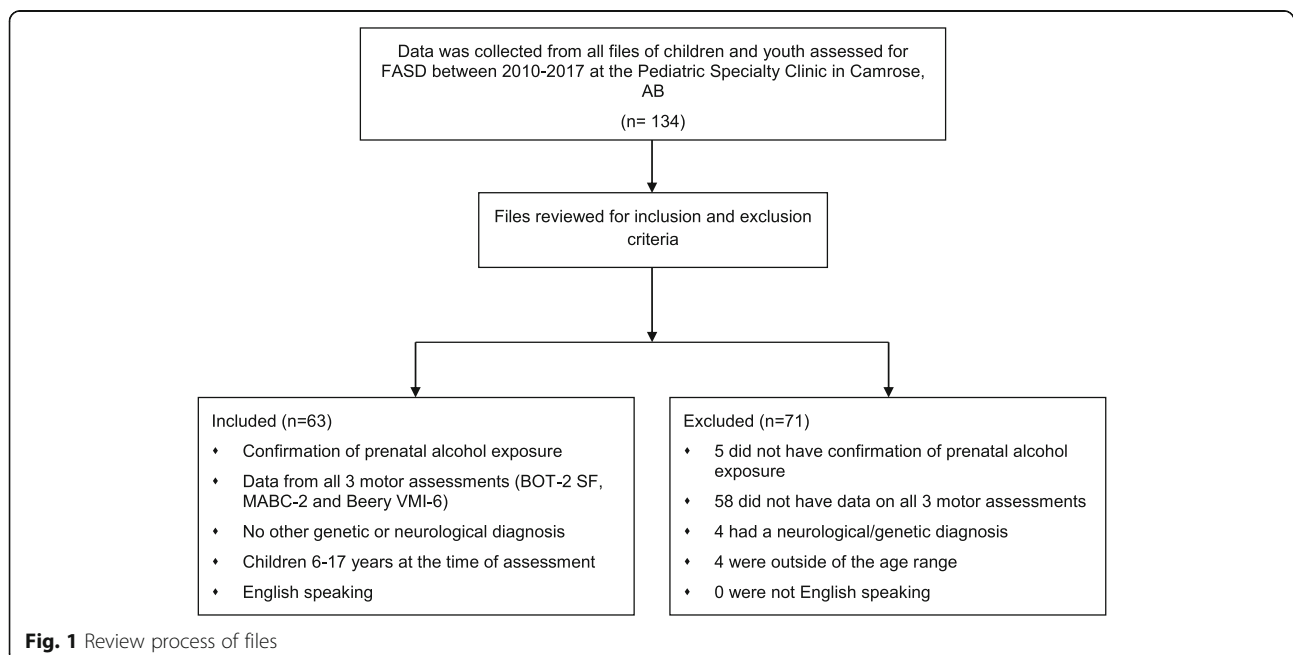 Data was collected from all files of children and youth assessed for
FASD between 2010-2017 at the Pediatric Specialty Clinic in Camrose,
AB
(n= 134)
Files reviewed for inclusion and exclusion
criteria
Included (n=63)
♦ Confirmation of prenatal alcohol exposure
♦ Data from all 3 motor assessments (BOT-2 SF,
MABC-2 and Beery VMI-6)
♦ No other genetic or neurological diagnosis
♦ Children 6-17 years at the time of assessment
♦ English speaking
Excluded (n=71)
♦ 5 did not have confirmation of prenatal alcohol
exposure
♦ 58 did not have data on all 3 motor assessments
♦ 4 had a neurological/genetic diagnosis
♦ 4 were outside of the age range
♦ 0 were not English speaking
Fig. 1 Review process of files